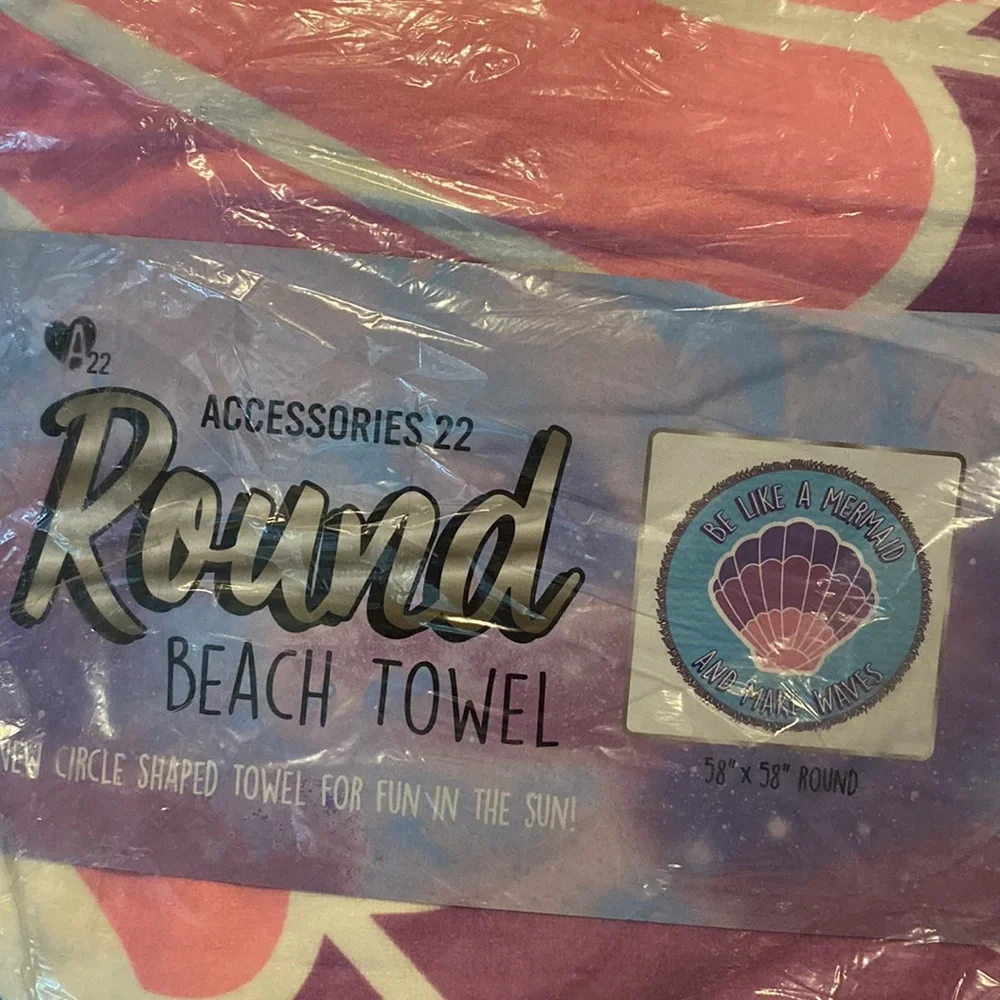 A22
ACCESSORIES 22
Round
BEACH TOWEL
NEW CIRCLE SHAPED TOWEL FOR FUN IN THE SUN!
BE LIKE A MERMAID
AND MAKE WAVES
58" x 58" ROUND